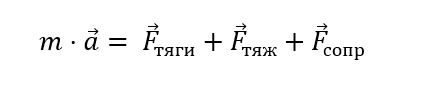 m · a⃗ = F⃗тяги + F⃗тяж + F⃗сопр